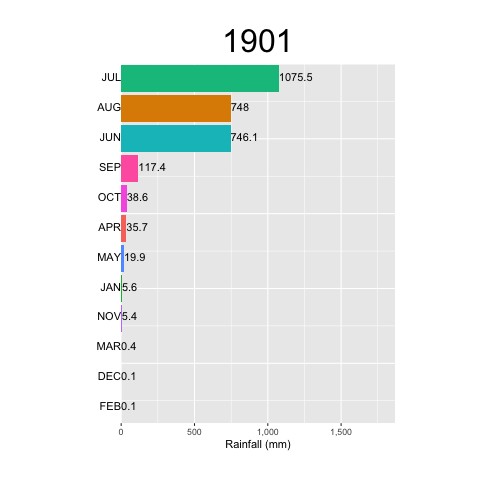 1901
JUL 1075.5
AUG 748
JUN 746.1
SEP 117.4
OCT 38.6
APR 35.7
MAY 19.9
JAN 5.6
NOV 5.4
MAR 0.4
DEC 0.1
FEB 0.1
0 500 1,000 1,500
Rainfall (mm)